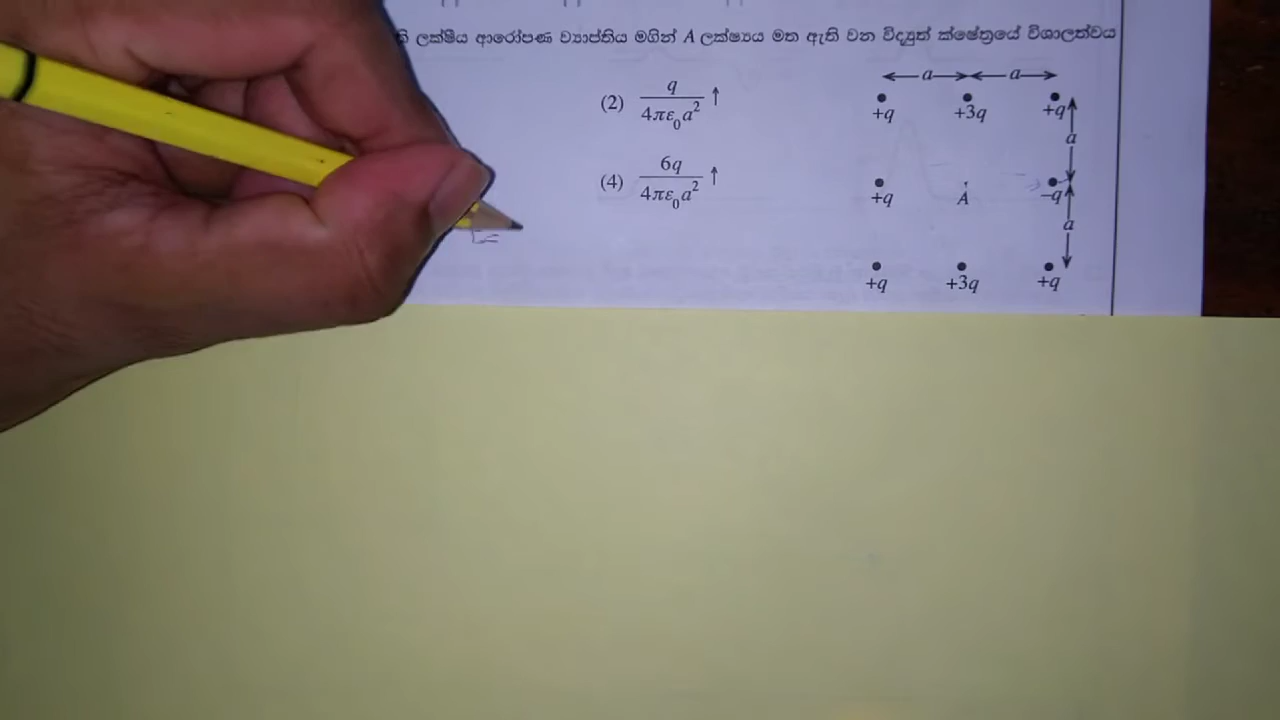 ලක්ෂීය ආරෝපණ ව්‍යාප්තිය මගින් A ලක්ෂ්‍යය මත ඇති වන විද්‍යුත් ක්ෂේත්‍රයේ විශාලත්වය
a a
(2) q/4πε₀a² ↑
+q +3q +q
a
(4) 6q/4πε₀a² ↑
+q A −q
a
+q +3q +q